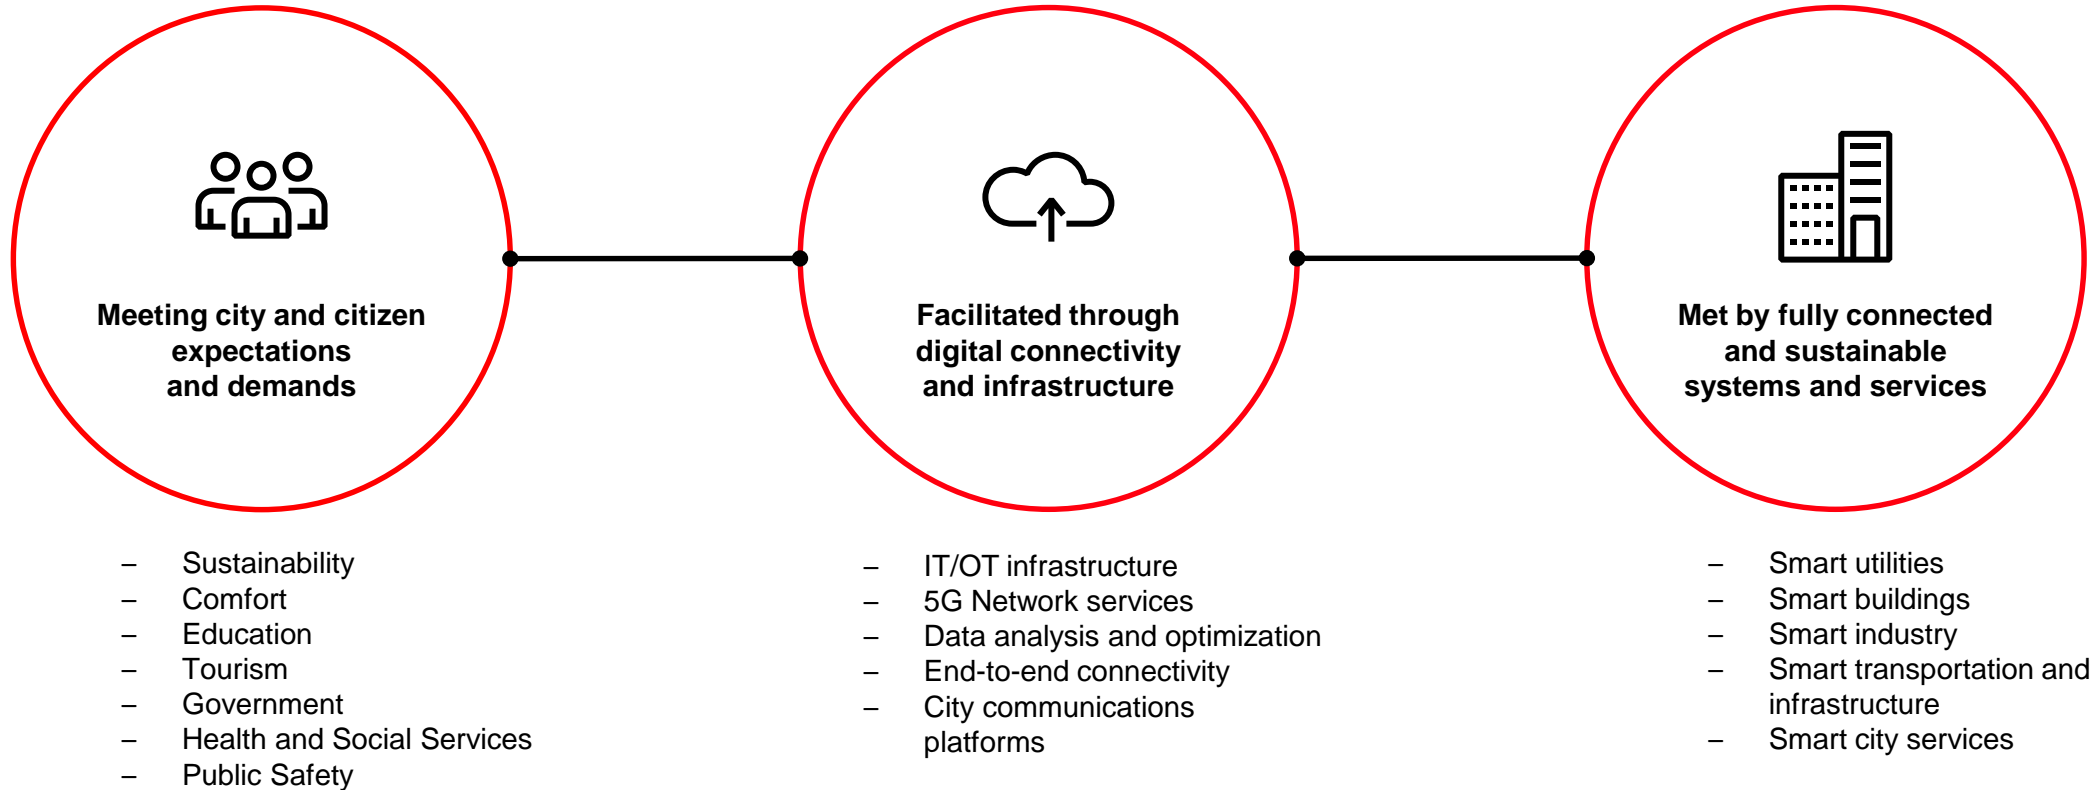 Meeting city and citizen
expectations
and demands
– Sustainability
– Comfort
– Education
– Tourism
– Government
– Health and Social Services
– Public Safety
Facilitated through
digital connectivity
and infrastructure
– IT/OT infrastructure
– 5G Network services
– Data analysis and optimization
– End-to-end connectivity
– City communications
platforms
Met by fully connected
and sustainable
systems and services
– Smart utilities
– Smart buildings
– Smart industry
– Smart transportation and
infrastructure
– Smart city services